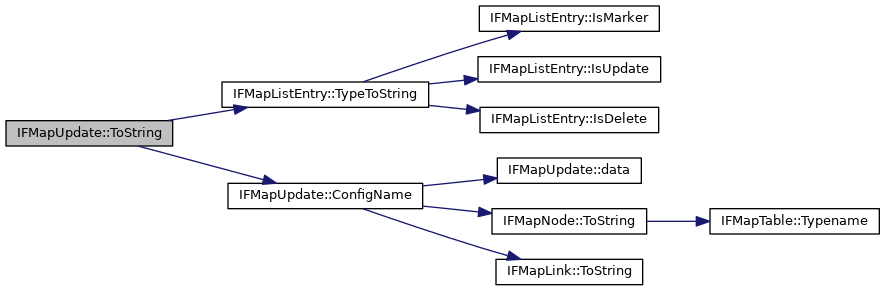 IFMapUpdate::ToString
IFMapListEntry::TypeToString
IFMapListEntry::IsMarker
IFMapListEntry::IsUpdate
IFMapListEntry::IsDelete
IFMapUpdate::ConfigName
IFMapUpdate::data
IFMapNode::ToString
IFMapTable::Typename
IFMapLink::ToString